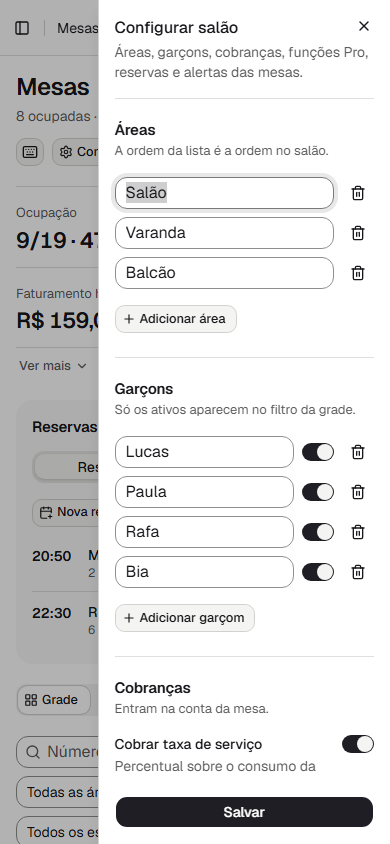 Mesas
Configurar salão
Áreas, garçons, cobranças, funções Pro,
reservas e alertas das mesas.
Mesas
8 ocupadas ·
Ocupação
9/19 · 47
Faturamento
R$ 159,0
Ver mais
Reservas
Nova
20:50
2
22:30
6
Grade
Todas as
Todos os
Áreas
A ordem da lista é a ordem no salão.
Salão
Varanda
Balcão
+ Adicionar área
Garçons
Só os ativos aparecem no filtro da grade.
Lucas
Paula
Rafa
Bia
+ Adicionar garçom
Cobranças
Entram na conta da mesa.
Cobrar taxa de serviço
Percentual sobre o consumo da
Salvar